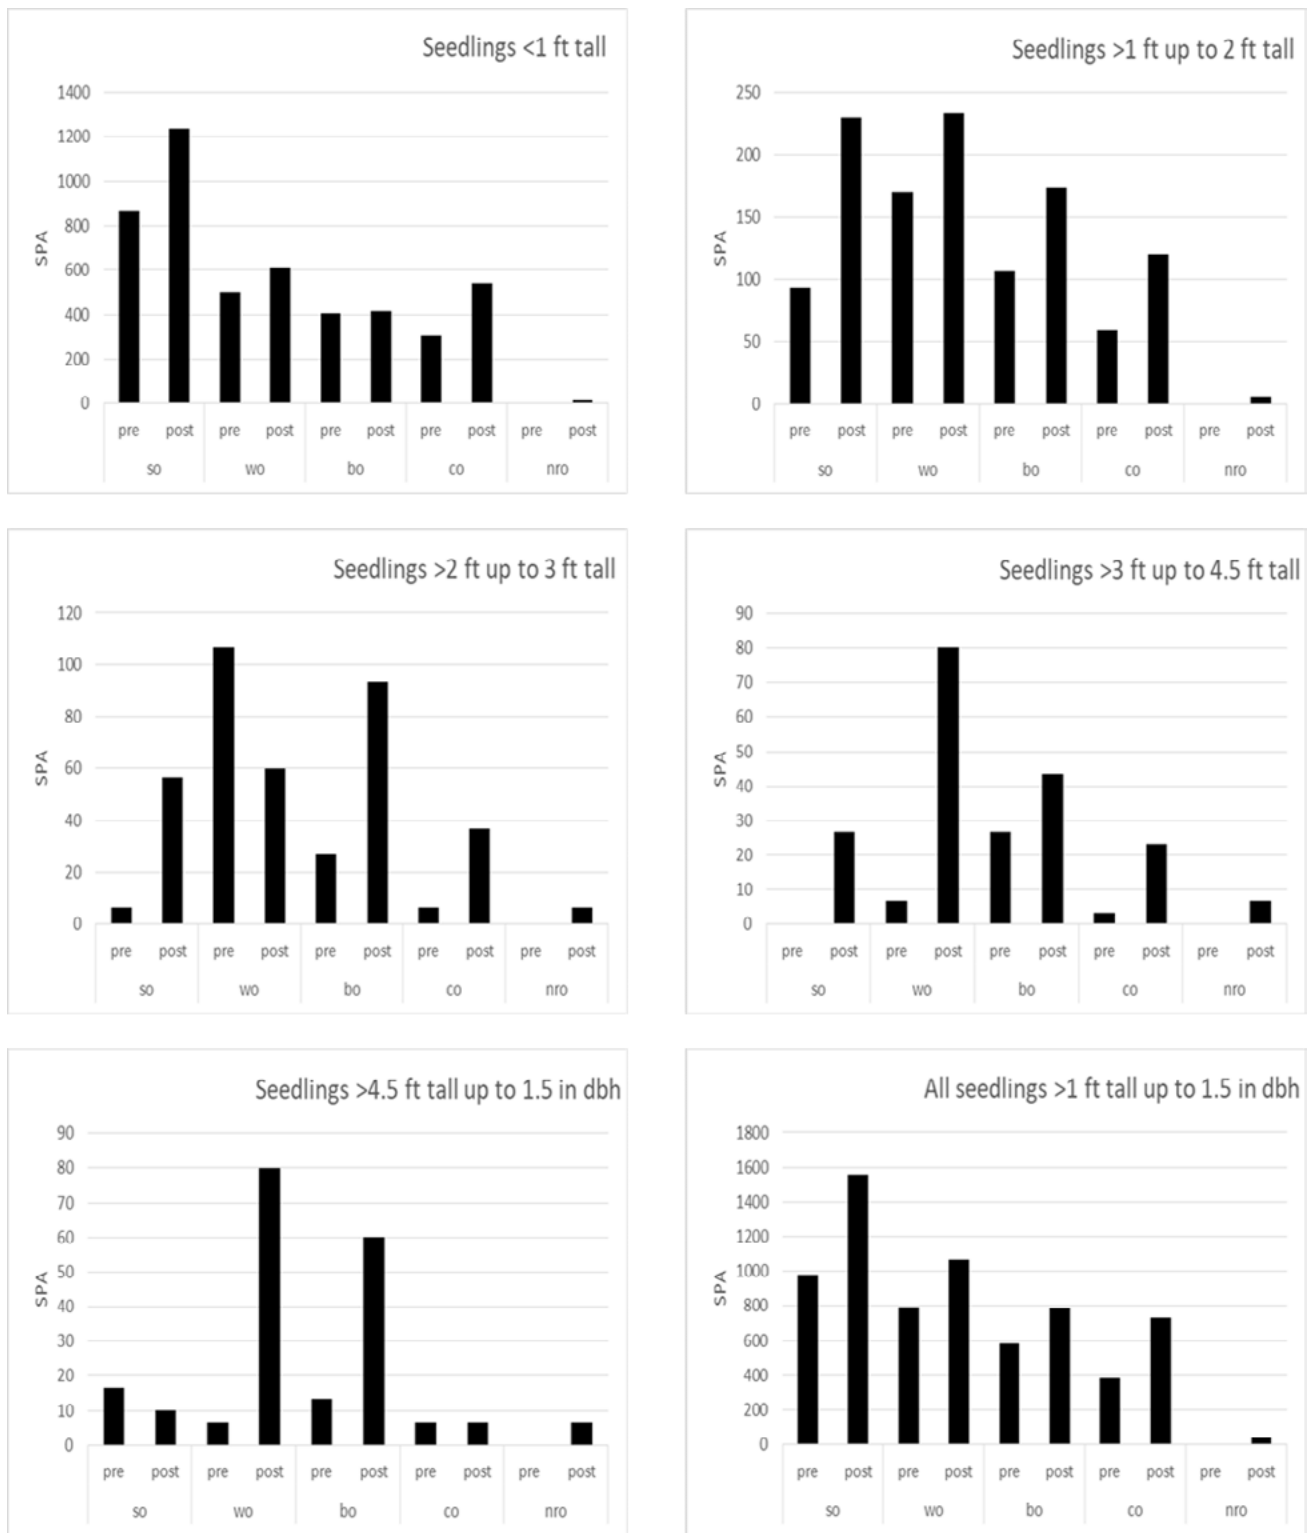 Seedlings <1 ft tall
1400
1200
1000
800
600
400
200
0
SPA
pre post pre post pre post pre post pre post
so wo bo co nro
Seedlings >1 ft up to 2 ft tall
250
200
150
100
50
0
SPA
pre post pre post pre post pre post pre post
so wo bo co nro
Seedlings >2 ft up to 3 ft tall
120
100
80
60
40
20
0
SPA
pre post pre post pre post pre post pre post
so wo bo co nro
Seedlings >3 ft up to 4.5 ft tall
90
80
70
60
50
40
30
20
10
0
SPA
pre post pre post pre post pre post pre post
so wo bo co nro
Seedlings >4.5 ft tall up to 1.5 in dbh
90
80
70
60
50
40
30
20
10
0
SPA
pre post pre post pre post pre post pre post
so wo bo co nro
All seedlings >1 ft tall up to 1.5 in dbh
1800
1600
1400
1200
1000
800
600
400
200
0
SPA
pre post pre post pre post pre post pre post
so wo bo co nro